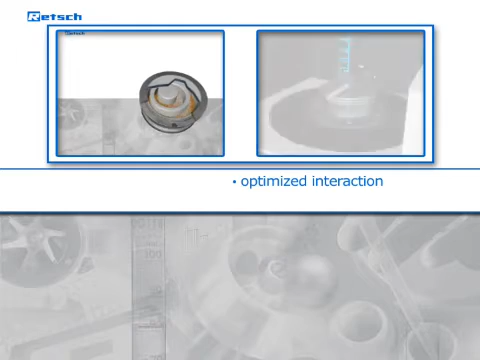 Retsch
Retsch
• optimized interaction